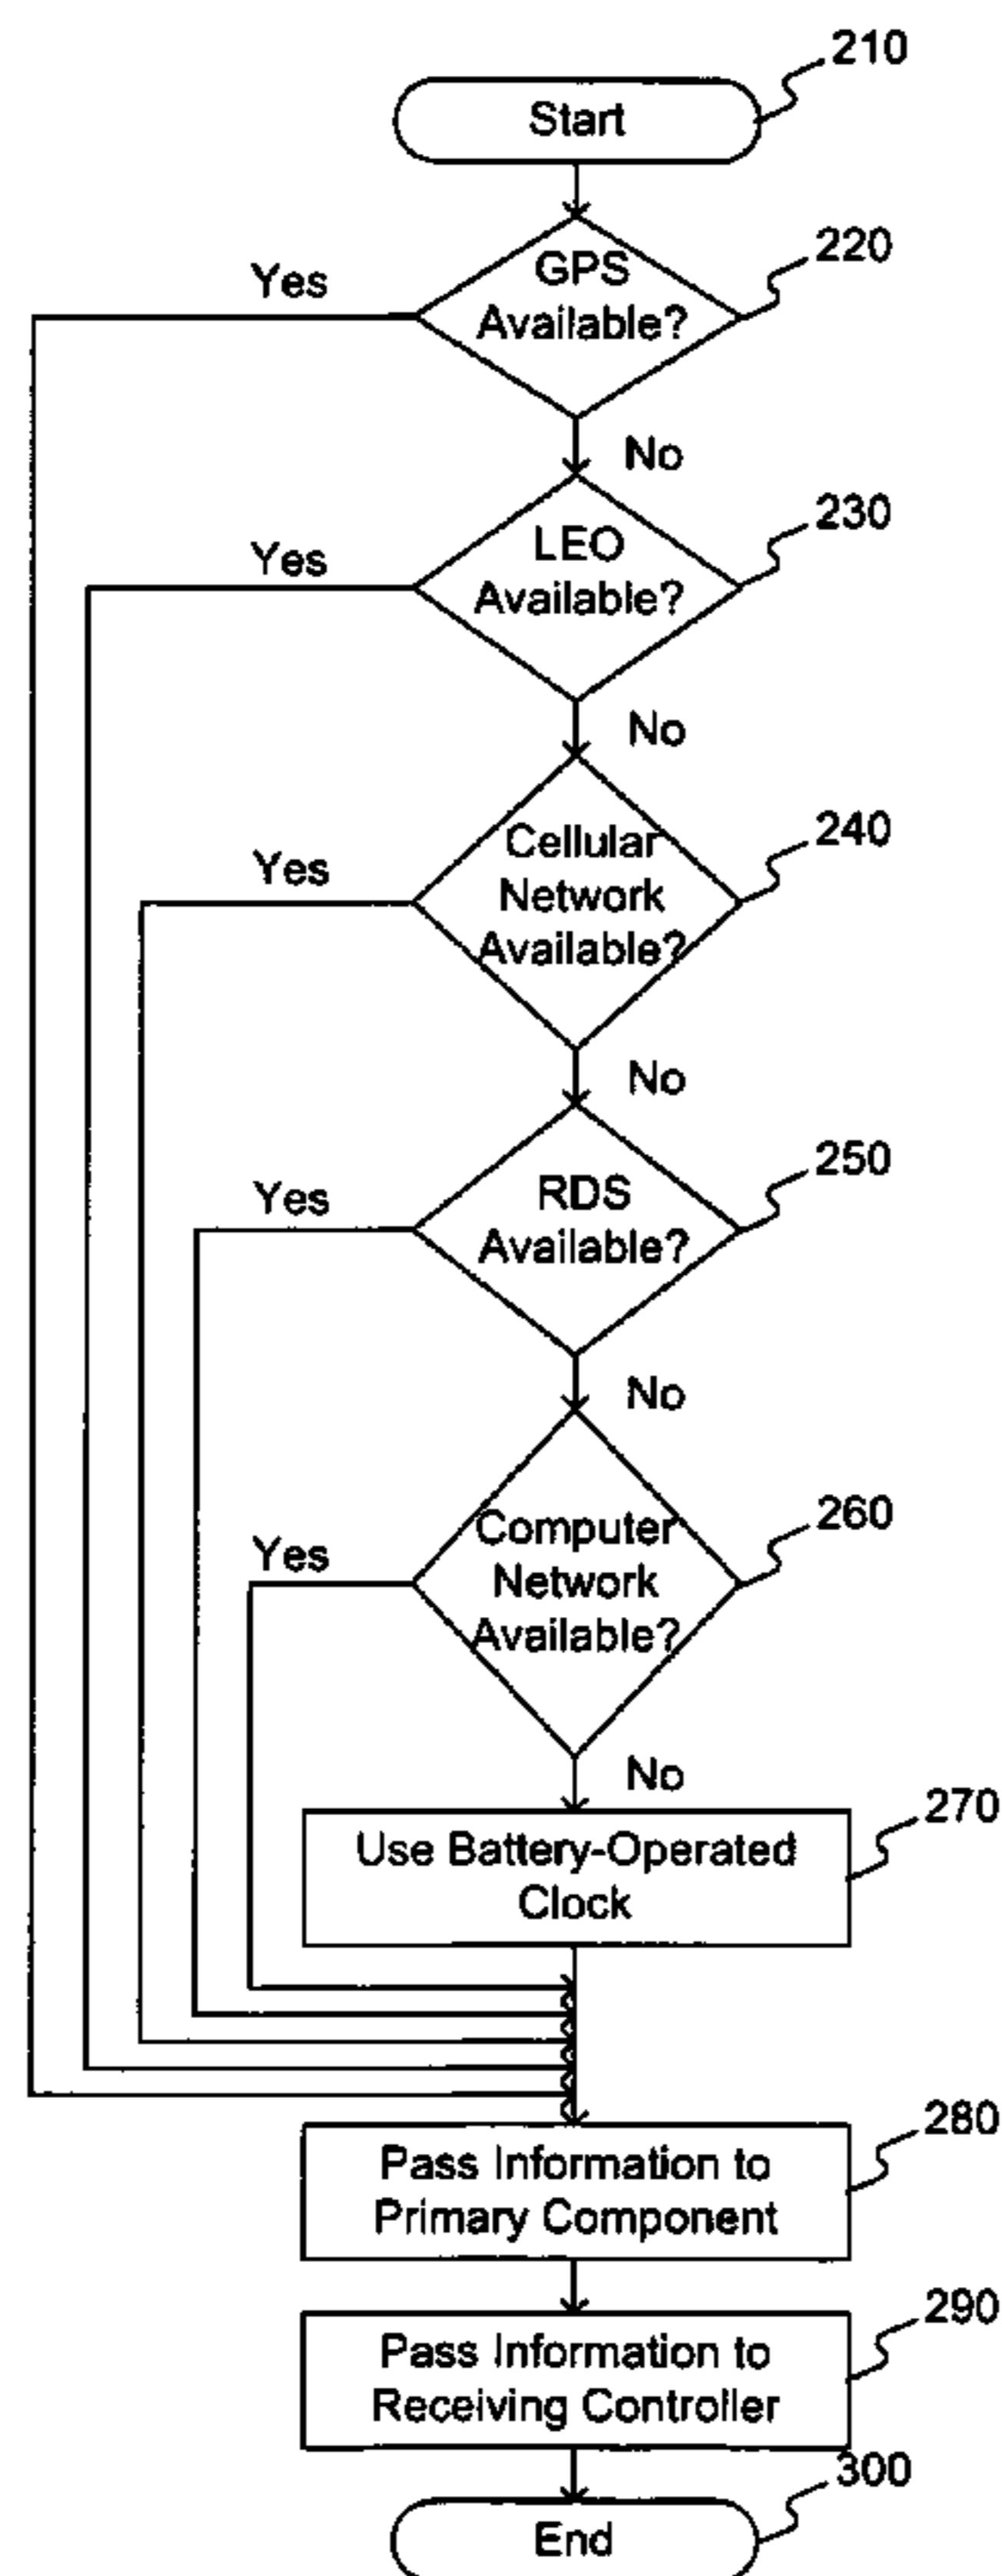 210
Start
220
GPS
Available?
Yes
No
230
LEO
Available?
Yes
No
240
Cellular
Network
Available?
Yes
No
250
RDS
Available?
Yes
No
260
Computer
Network
Available?
Yes
No
270
Use Battery-Operated
Clock
280
Pass Information to
Primary Component
290
Pass Information to
Receiving Controller
300
End